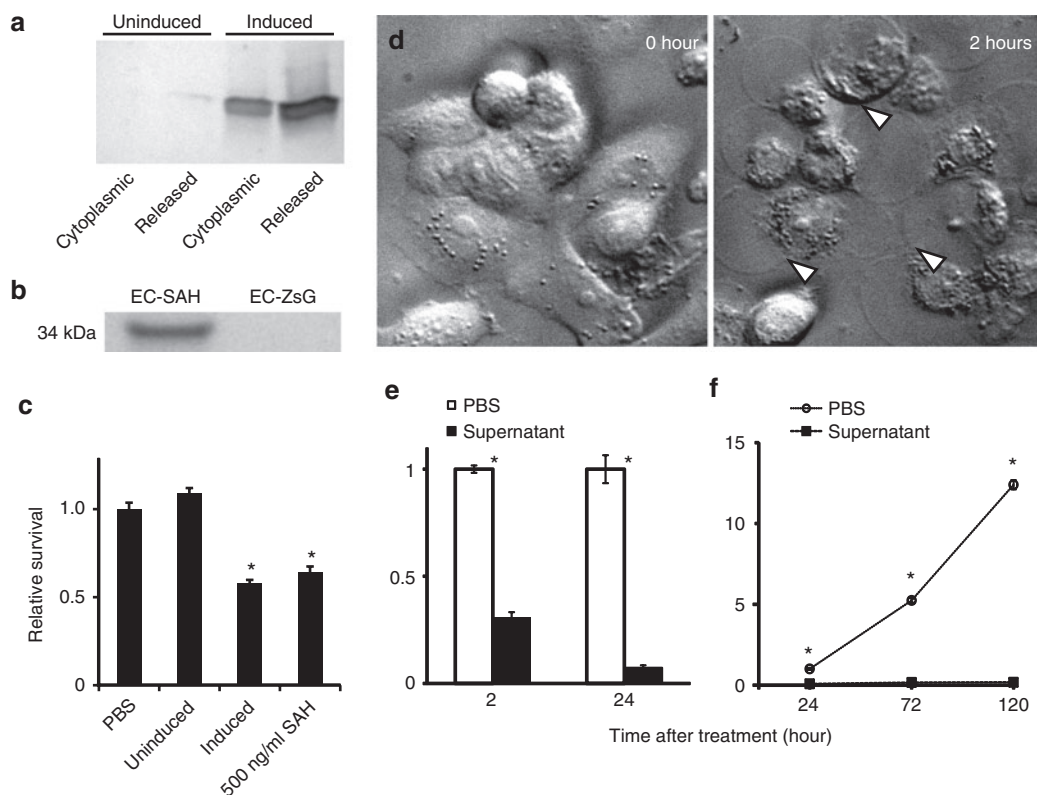 a
Uninduced Induced
Cytoplasmic
Released
Cytoplasmic
Released
b
EC-SAH EC-ZsG
34 kDa
c
Relative survival
1.0
0.5
0
* *
PBS
Uninduced
Induced
500 ng/ml SAH
d
0 hour
2 hours
e
PBS
Supernatant
1
0.5
0
* *
2 24
f
PBS
Supernatant
15
10
5
0
* * *
24 72 120
Time after treatment (hour)